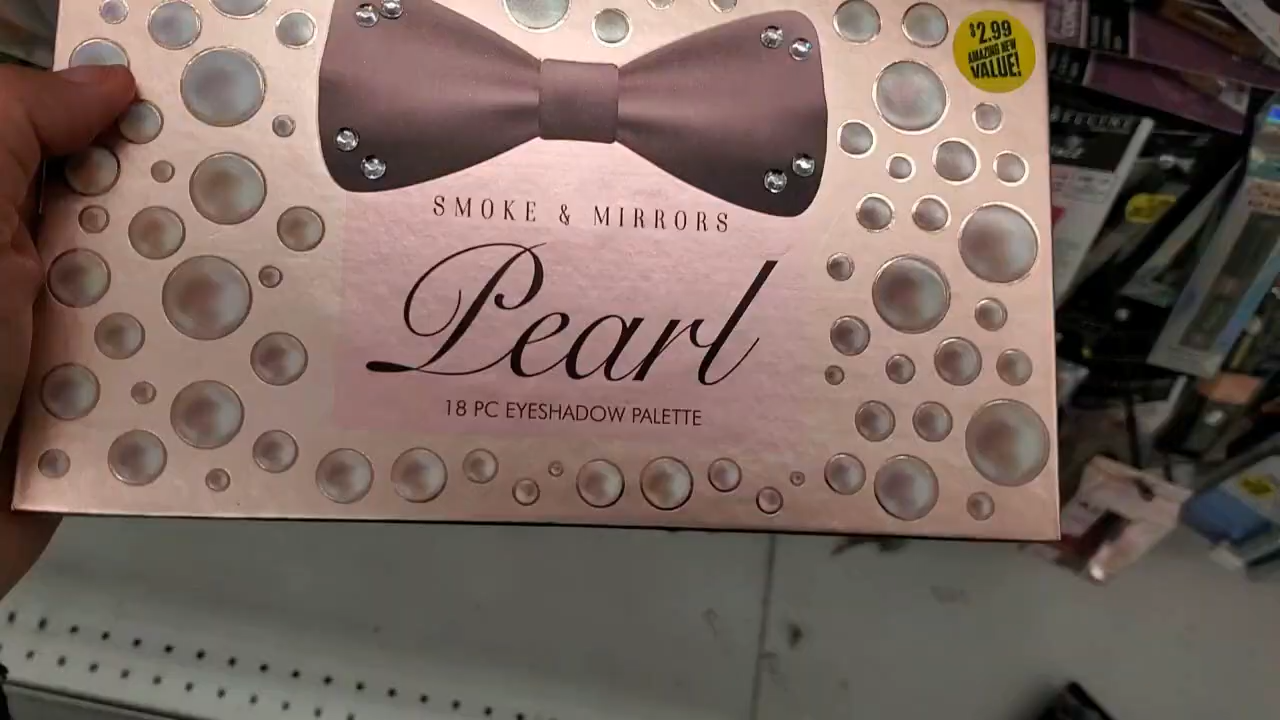 $2.99
AMAZING NEW
VALUE!
SMOKE & MIRRORS
Pearl
18 PC EYESHADOW PALETTE